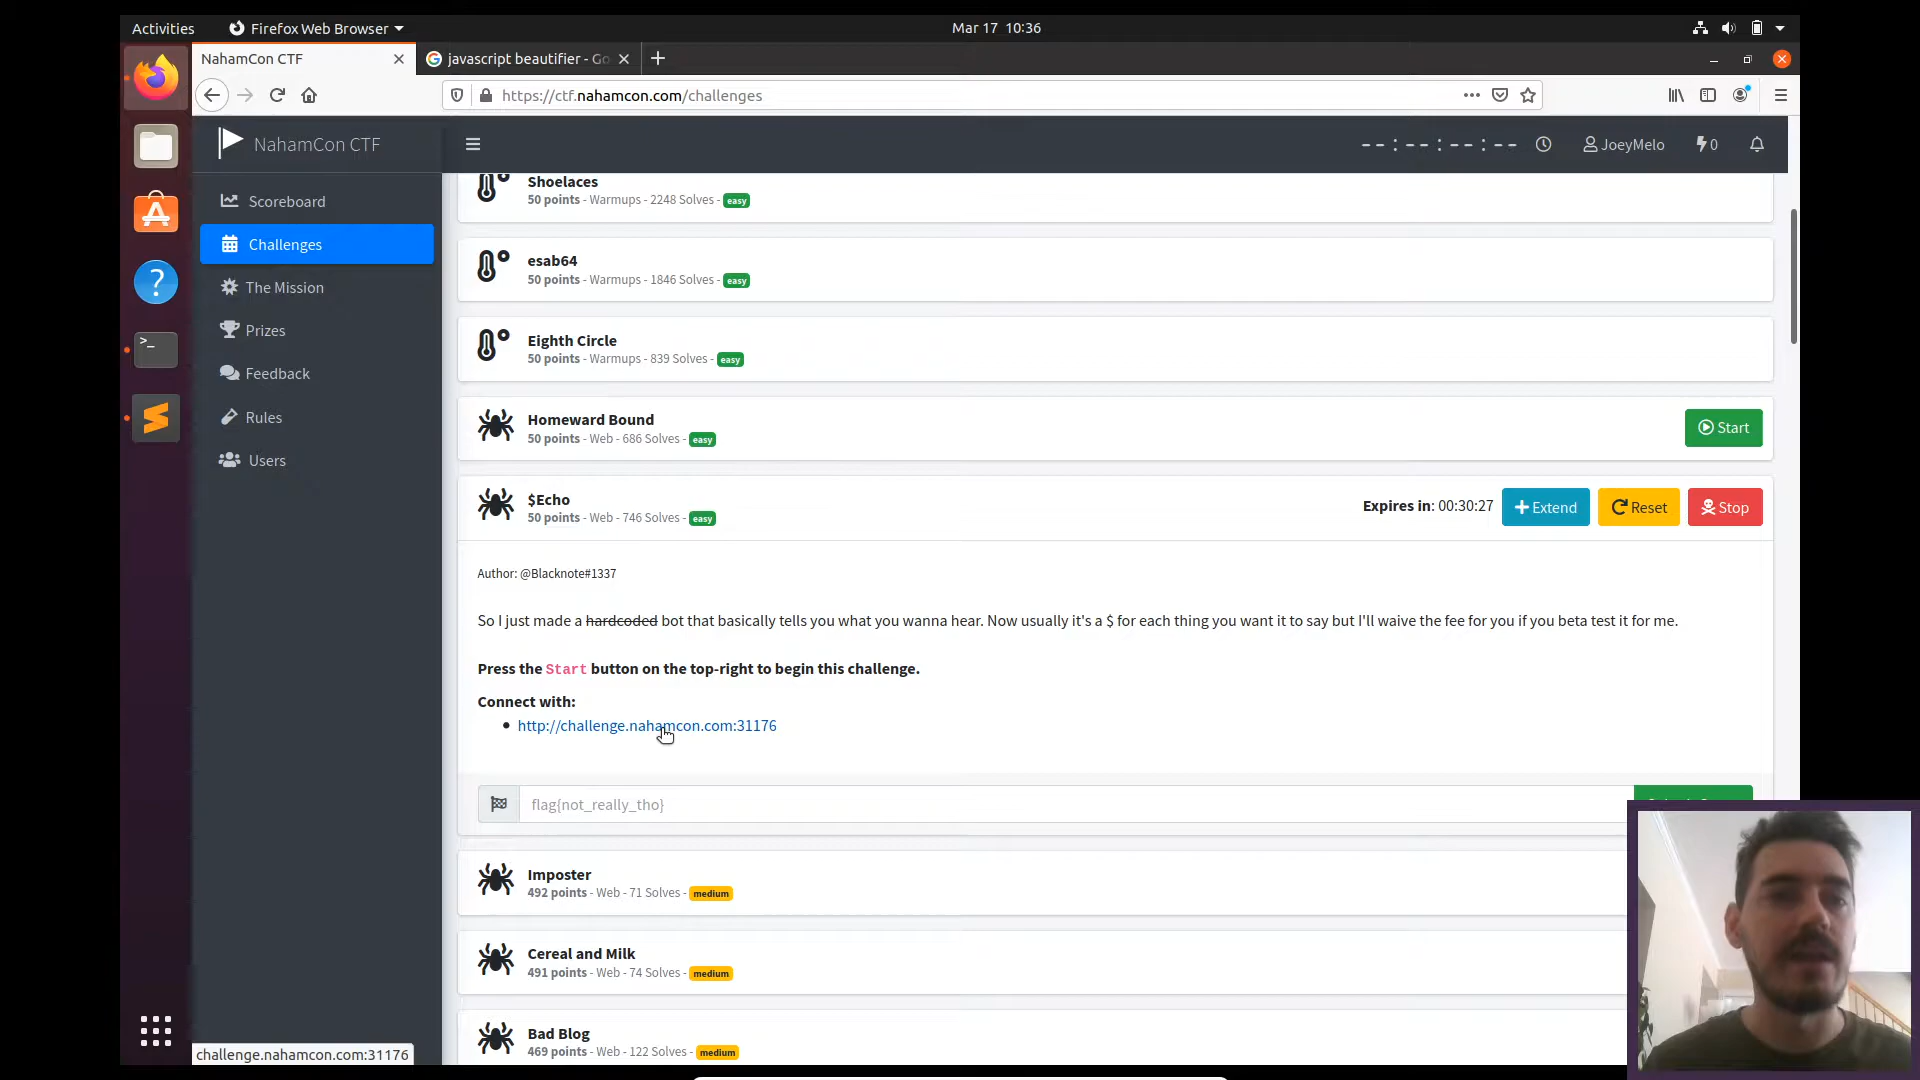 Activities
Firefox Web Browser
Mar 17 10:36
NahamCon CTF
javascript beautifier - Go
https://ctf.nahamcon.com/challenges
NahamCon CTF
- - : - - : - - : - -
JoeyMelo
0
Scoreboard
Challenges
The Mission
Prizes
Feedback
Rules
Users
Shoelaces
50 points - Warmups - 2248 Solves - easy
esab64
50 points - Warmups - 1846 Solves - easy
Eighth Circle
50 points - Warmups - 839 Solves - easy
Homeward Bound
50 points - Web - 686 Solves - easy
Start
$Echo
50 points - Web - 746 Solves - easy
Expires in: 00:30:27
Extend
Reset
Stop
Author: @Blacknote#1337
So I just made a hardcoded bot that basically tells you what you wanna hear. Now usually it's a $ for each thing you want it to say but I'll waive the fee for you if you beta test it for me.
Press the Start button on the top-right to begin this challenge.
Connect with:
• http://challenge.nahamcon.com:31176
flag{not_really_tho}
Imposter
492 points - Web - 71 Solves - medium
Cereal and Milk
491 points - Web - 74 Solves - medium
Bad Blog
469 points - Web - 122 Solves - medium
challenge.nahamcon.com:31176